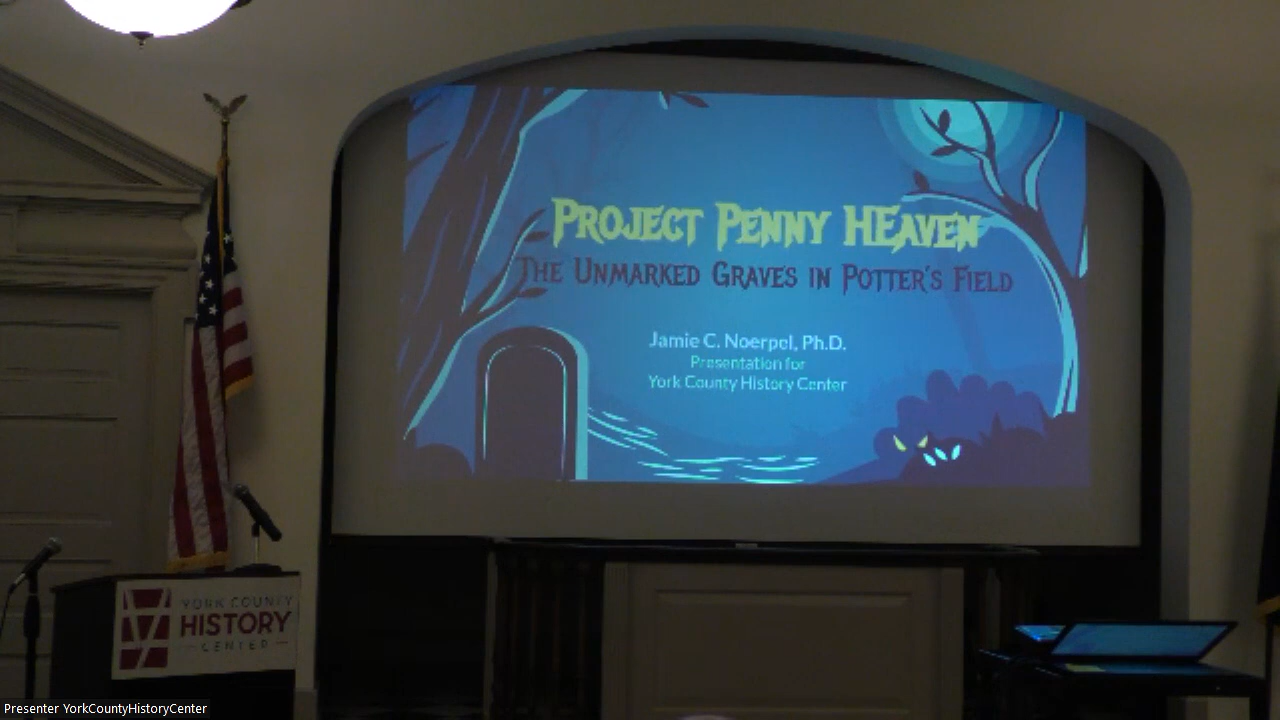 PROJECT PENNY HEAVEN
THE UNMARKED GRAVES IN POTTER'S FIELD
Jamie C. Noerpel, Ph.D.
Presentation for
York County History Center
YORK COUNTY
HISTORY
CENTER
Presenter YorkCountyHistoryCenter